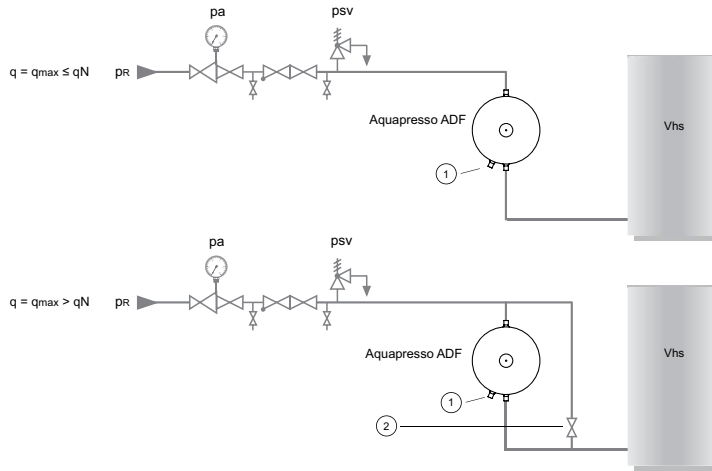 pa
psv
q = qmax ≤ qN
pR
Aquapresso ADF
Vhs
1
pa
psv
q = qmax > qN
pR
Aquapresso ADF
Vhs
1
2